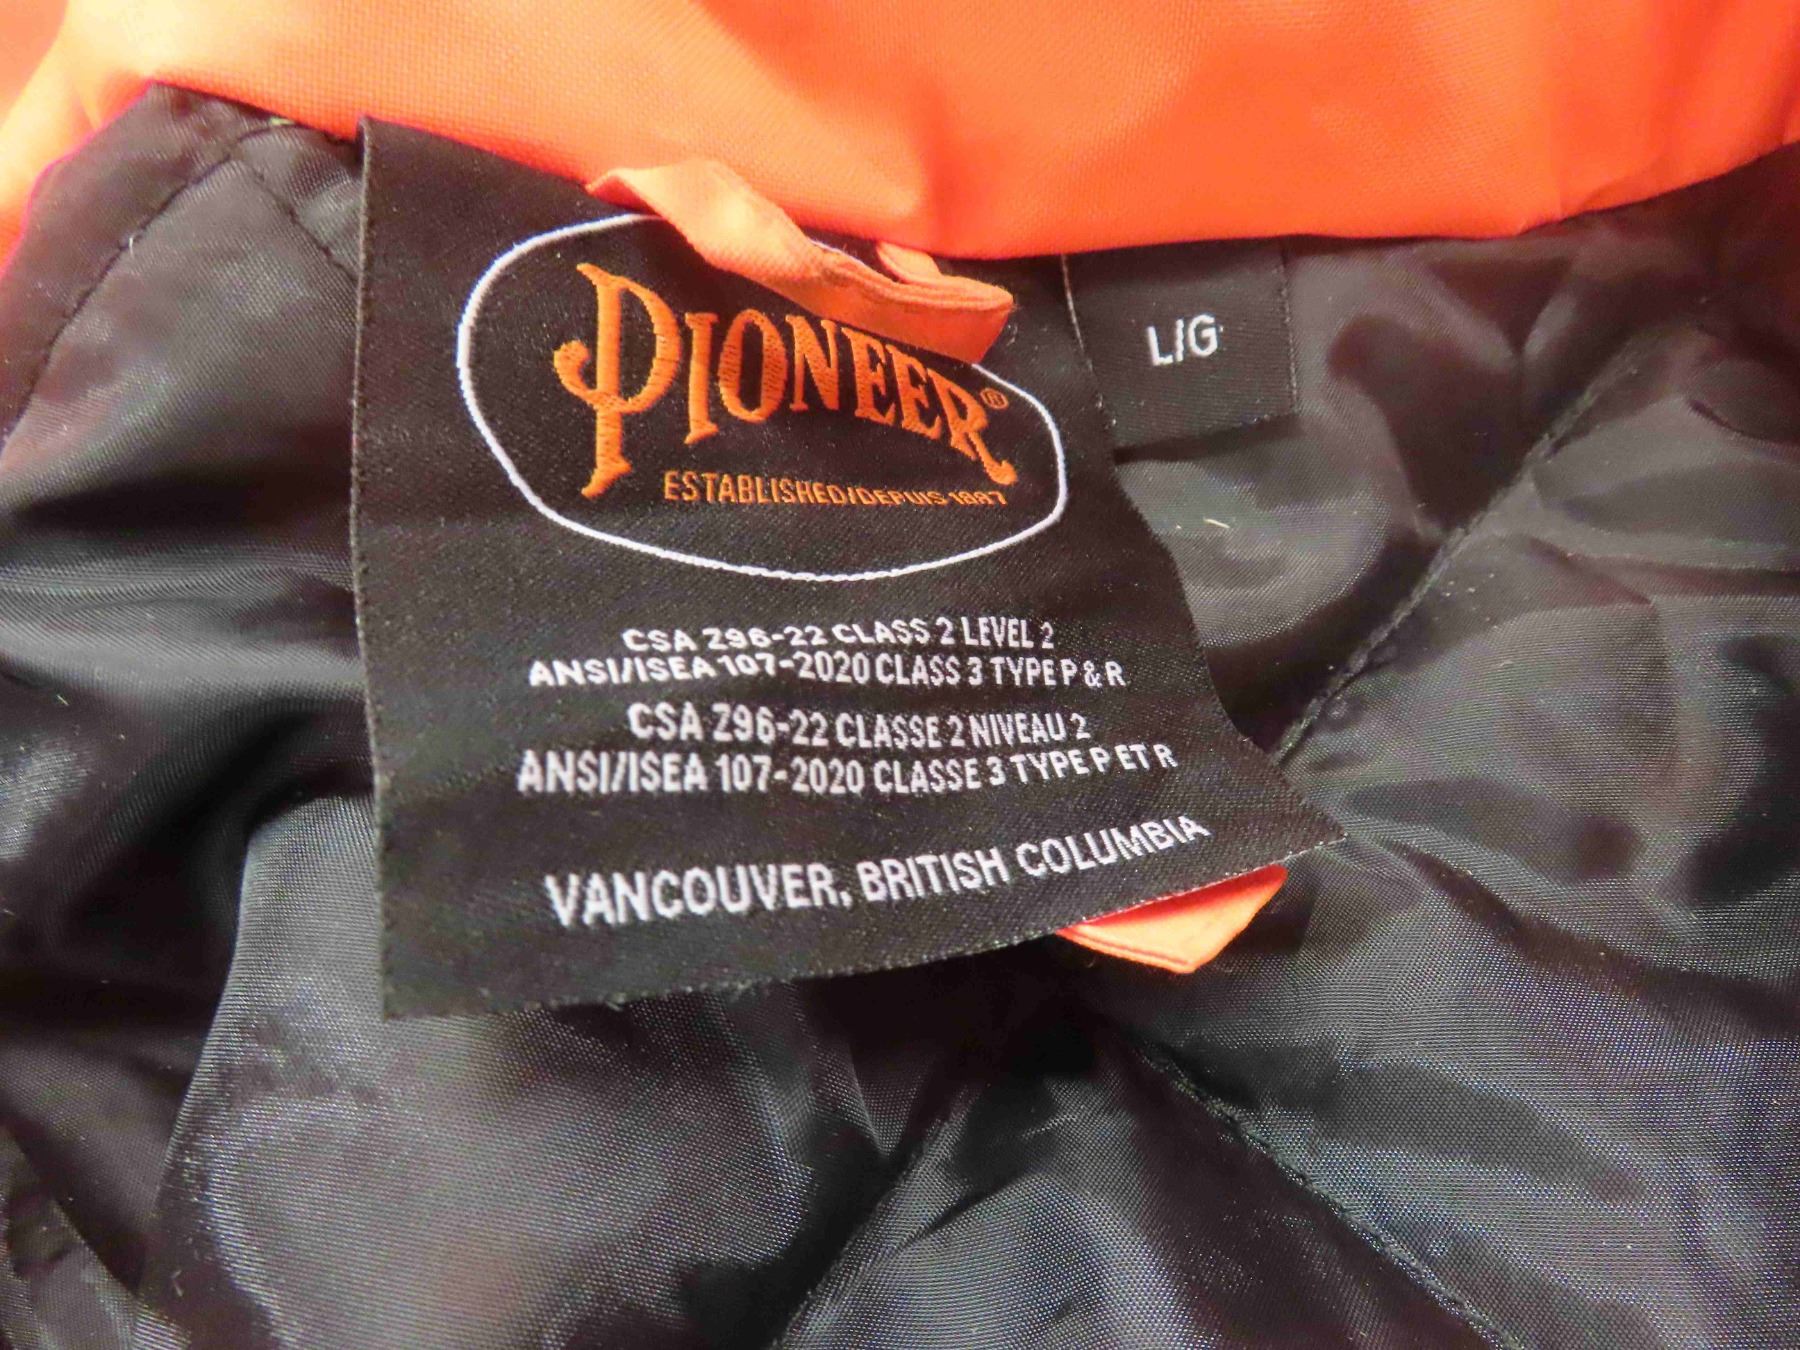 PIONEER®
ESTABLISHED/DEPUIS 1887
L/G
CSA Z96-22 CLASS 2 LEVEL 2
ANSI/ISEA 107-2020 CLASS 3 TYPE P & R
CSA Z96-22 CLASSE 2 NIVEAU 2
ANSI/ISEA 107-2020 CLASSE 3 TYPE P ET R
VANCOUVER, BRITISH COLUMBIA